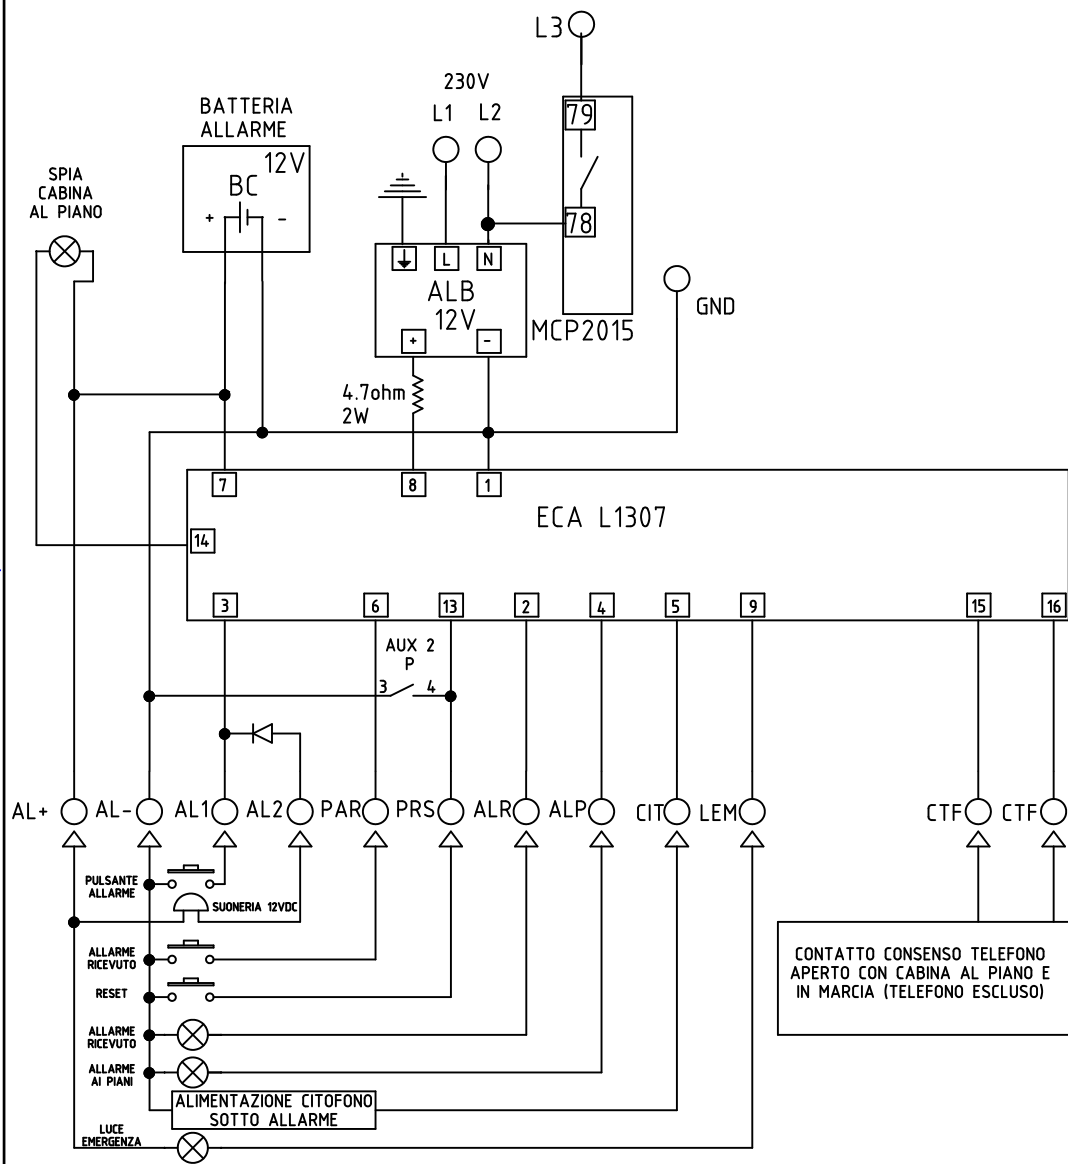 L3
230V
L1 L2
79
BATTERIA
ALLARME
12V
BC
+ -
SPIA
CABINA
AL PIANO
78
L N
ALB
12V
+ -
MCP2015
GND
4.7ohm
2W
7 8 1
ECA L1307
14
3 6 13 2 4 5 9 15 16
AUX 2
P
3 4
AL+ AL- AL1 AL2 PAR PRS ALR ALP CIT LEM CTF CTF
PULSANTE
ALLARME
SUONERIA 12VDC
ALLARME
RICEVUTO
RESET
ALLARME
RICEVUTO
ALLARME
AI PIANI
ALIMENTAZIONE CITOFONO
SOTTO ALLARME
LUCE
EMERGENZA
CONTATTO CONSENSO TELEFONO
APERTO CON CABINA AL PIANO E
IN MARCIA (TELEFONO ESCLUSO)